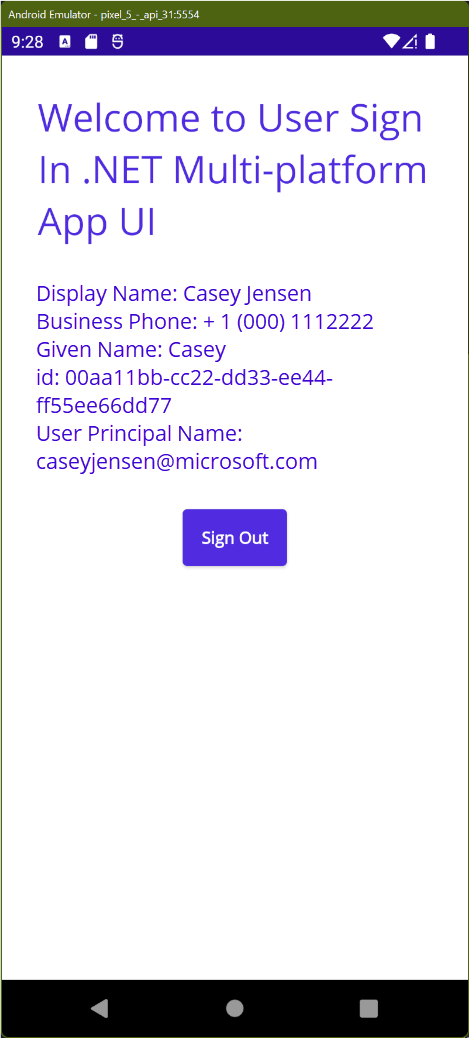 Android Emulator - pixel_5_-_api_31:5554
9:28
Welcome to User Sign
In .NET Multi-platform
App UI
Display Name: Casey Jensen
Business Phone: + 1 (000) 1112222
Given Name: Casey
id: 00aa11bb-cc22-dd33-ee44-
ff55ee66dd77
User Principal Name:
caseyjensen@microsoft.com
Sign Out